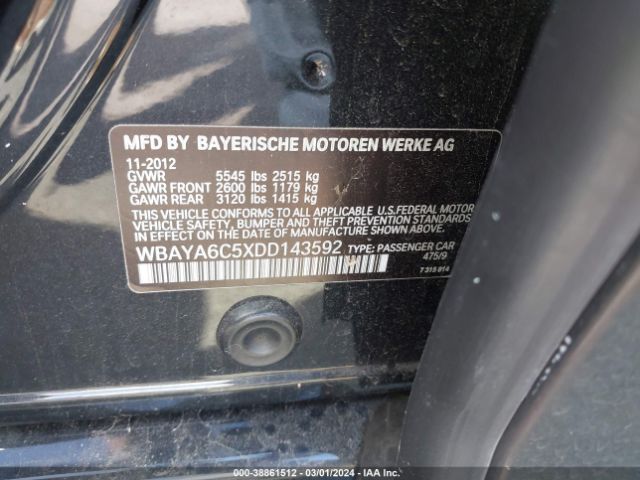 MFD BY BAYERISCHE MOTOREN WERKE AG
11-2012
GVWR 5545 lbs 2515 kg
GAWR FRONT 2600 lbs 1179 kg
GAWR REAR 3120 lbs 1415 kg
THIS VEHICLE CONFORMS TO ALL APPLICABLE U.S.FEDERAL MOTOR
VEHICLE SAFETY, BUMPER AND THEFT PREVENTION STANDARDS
IN EFFECT ON THE DATE OF MANUFACTURE SHOWN ABOVE.
WBAYA6C5XDD143592 TYPE: PASSENGER CAR
475/9
7 315 014
000-38861512 - 03/01/2024 - IAA Inc.